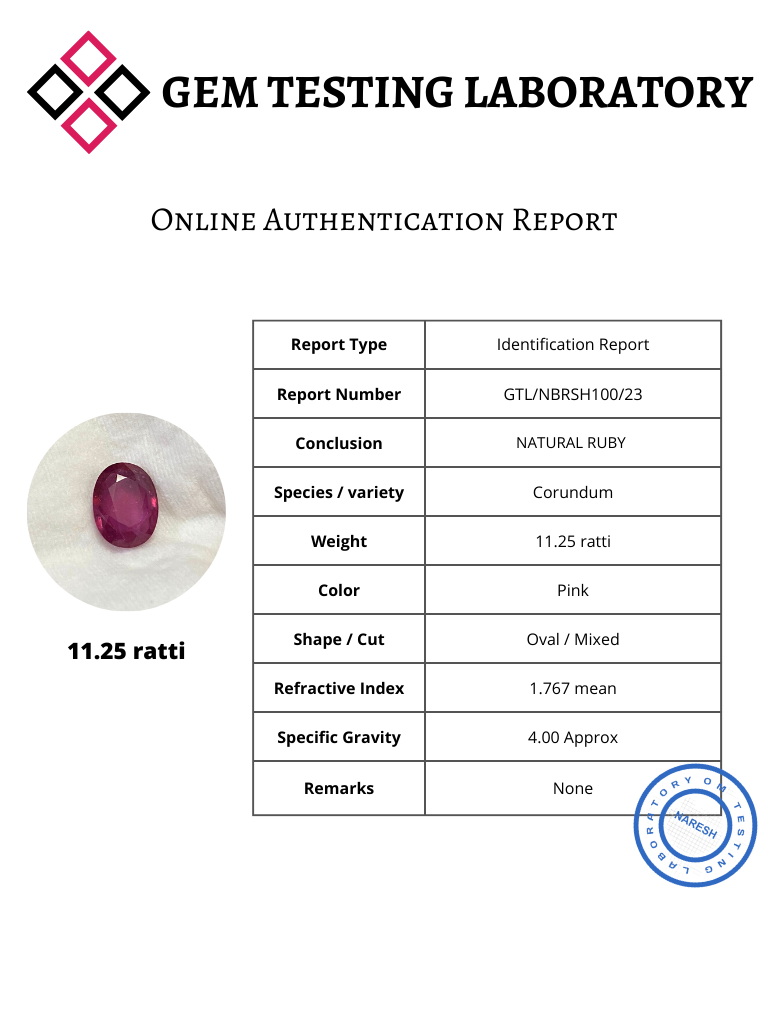 GEM TESTING LABORATORY
Online Authentication Report
Report Type Identification Report
Report Number GTL/NBRSH100/23
Conclusion NATURAL RUBY
Species / variety Corundum
Weight 11.25 ratti
Color Pink
Shape / Cut Oval / Mixed
Refractive Index 1.767 mean
Specific Gravity 4.00 Approx
Remarks None
11.25 ratti
OM TESTING LABORATORY
NARESH